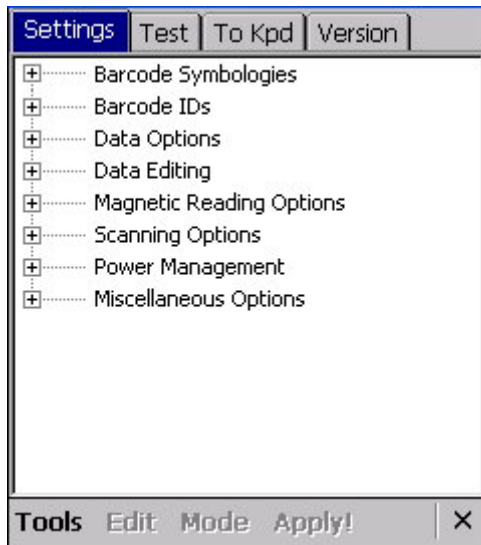 Settings Test To Kpd Version
Barcode Symbologies
Barcode IDs
Data Options
Data Editing
Magnetic Reading Options
Scanning Options
Power Management
Miscellaneous Options
Tools Edit Mode Apply! ×